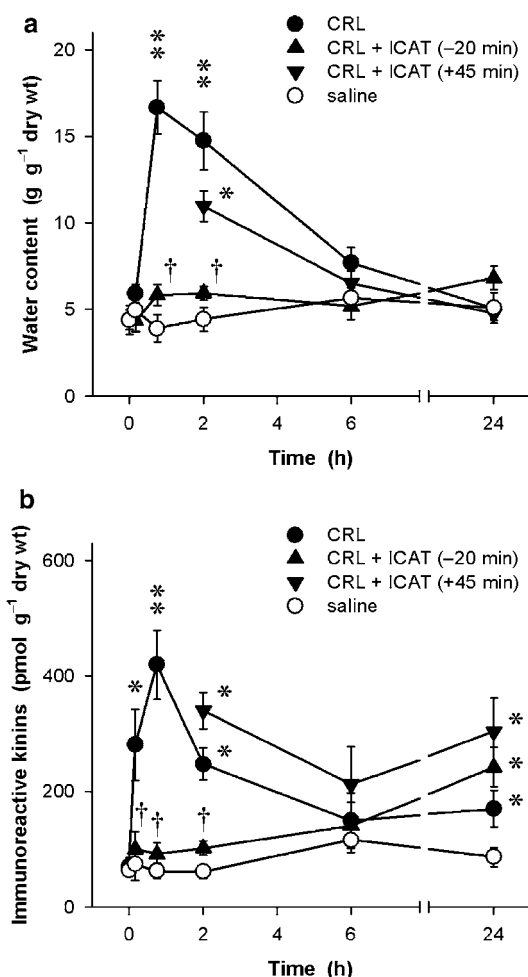 a
CRL
CRL + ICAT (−20 min)
CRL + ICAT (+45 min)
saline
Water content (g g⁻¹ dry wt)
20
15
10
5
0
*
*
*
*
*
†
†
0
2
4
6
24
Time (h)
b
CRL
CRL + ICAT (−20 min)
CRL + ICAT (+45 min)
saline
Immunoreactive kinins (pmol g⁻¹ dry wt)
600
400
200
0
*
*
*
*
*
†
†
†
*
*
*
0
2
4
6
24
Time (h)